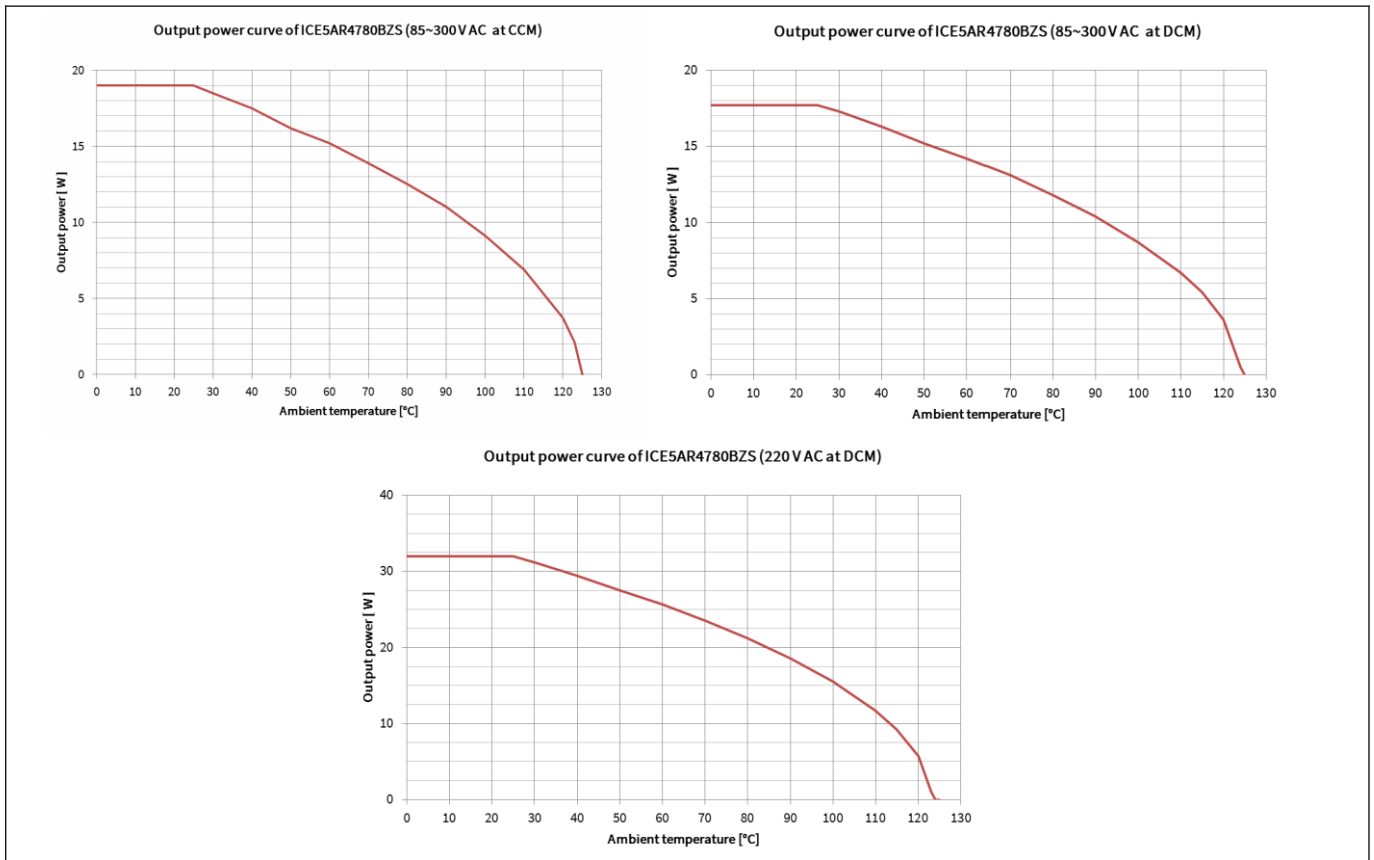 Output power curve of ICE5AR4780BZS (85~300 V AC at CCM)
20
15
10
5
0
Output power [ W]
0 10 20 30 40 50 60 70 80 90 100 110 120 130
Ambient temperature [°C]
Output power curve of ICE5AR4780BZS (85~300 V AC at DCM)
20
15
10
5
0
Output power [ W]
0 10 20 30 40 50 60 70 80 90 100 110 120 130
Ambient temperature [°C]
Output power curve of ICE5AR4780BZS (220 V AC at DCM)
40
30
20
10
0
Output power [ W]
0 10 20 30 40 50 60 70 80 90 100 110 120 130
Ambient temperature [°C]